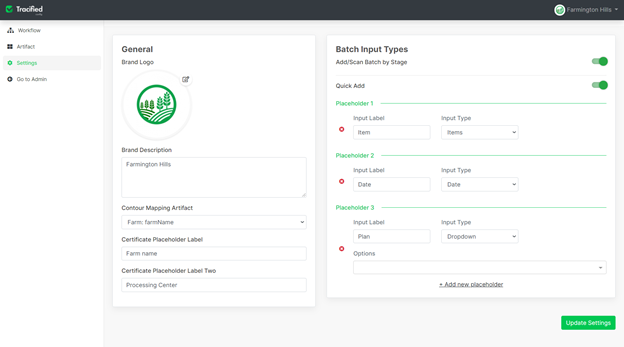 Tracified
Farmington Hills
Workflow
Artifact
Settings
Go to Admin
General
Brand Logo
Brand Description
Farmington Hills
Contour Mapping Artifact
Farm: farmName
Certificate Placeholder Label
Farm name
Certificate Placeholder Label Two
Processing Center
Batch Input Types
Add/Scan Batch by Stage
Quick Add
Placeholder 1
Input Label Input Type
Item Items
Placeholder 2
Input Label Input Type
Date Date
Placeholder 3
Input Label Input Type
Plan Dropdown
Options
+ Add new placeholder
Update Settings